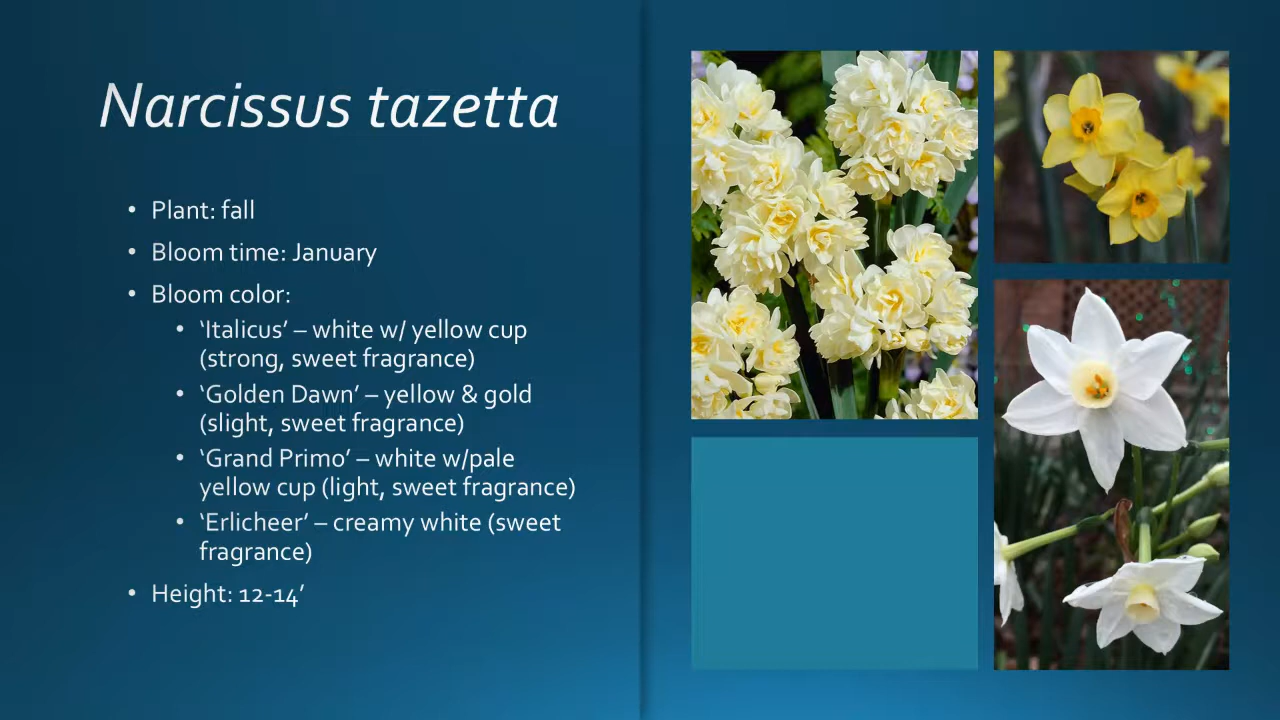 Narcissus tazetta
• Plant: fall
• Bloom time: January
• Bloom color:
• ‘Italicus’ – white w/ yellow cup
(strong, sweet fragrance)
• ‘Golden Dawn’ – yellow & gold
(slight, sweet fragrance)
• ‘Grand Primo’ – white w/pale
yellow cup (light, sweet fragrance)
• ‘Erlicheer’ – creamy white (sweet
fragrance)
• Height: 12-14’